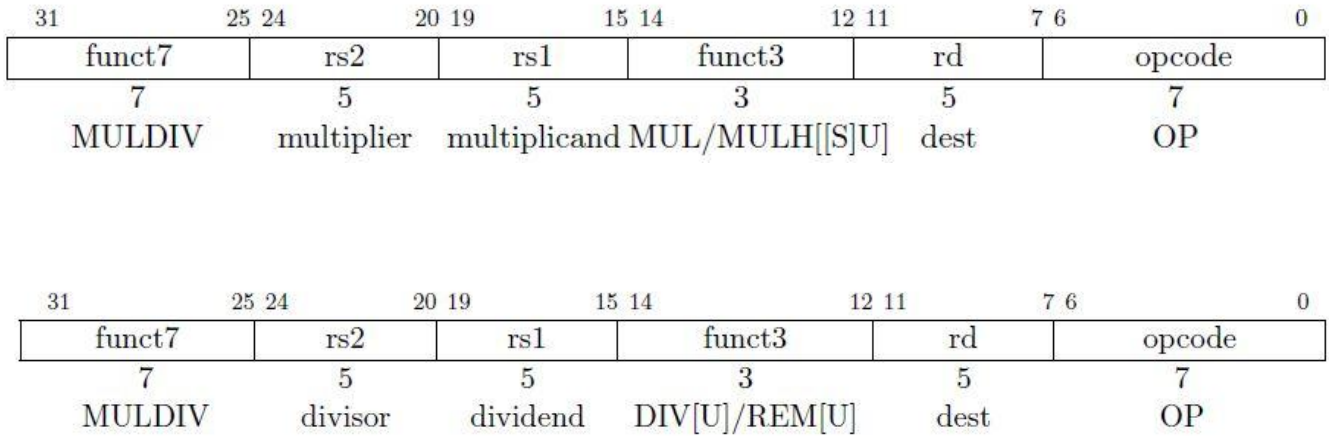 31 25 24 20 19 15 14 12 11 7 6 0
funct7 rs2 rs1 funct3 rd opcode
7 5 5 3 5 7
MULDIV multiplier multiplicand MUL/MULH[[S]U] dest OP
31 25 24 20 19 15 14 12 11 7 6 0
funct7 rs2 rs1 funct3 rd opcode
7 5 5 3 5 7
MULDIV divisor dividend DIV[U]/REM[U] dest OP